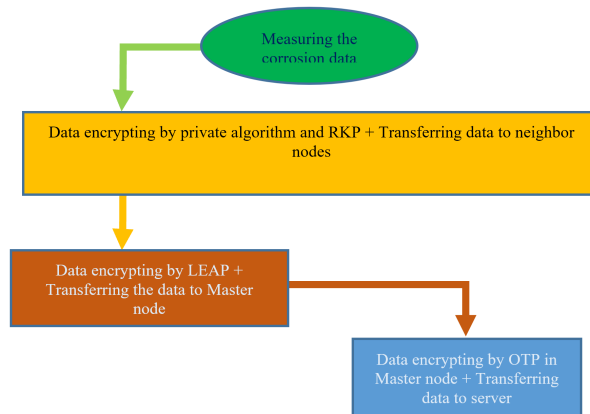 Measuring the
corrosion data
Data encrypting by private algorithm and RKP + Transferring data to neighbor
nodes
Data encrypting by LEAP +
Transferring the data to Master
node
Data encrypting by OTP in
Master node + Transferring
data to server